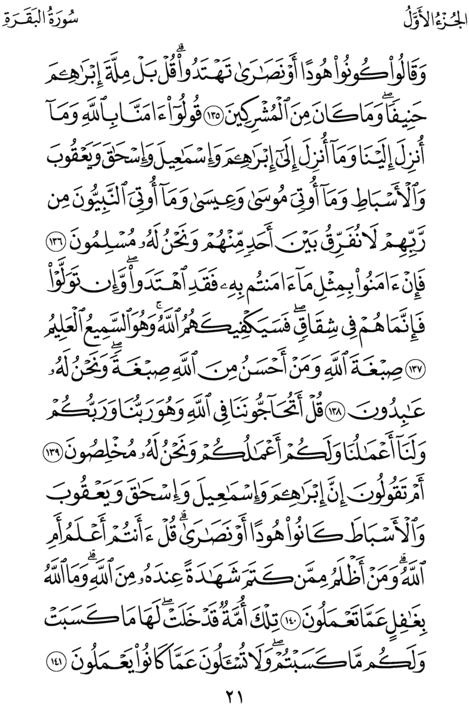 الجُزْءُ الأَوَّلُ
سُورَةُ البَقَرَةِ
وَقَالُوا۟ كُونُوا۟ هُودًا أَوْ نَصَـٰرَىٰ تَهْتَدُوا۟ ۗ قُلْ بَلْ مِلَّةَ إِبْرَٰهِـۧمَ
حَنِيفًا ۖ وَمَا كَانَ مِنَ ٱلْمُشْرِكِينَ ١٣٥ قُولُوٓا۟ ءَامَنَّا بِٱللَّهِ وَمَآ
أُنزِلَ إِلَيْنَا وَمَآ أُنزِلَ إِلَىٰٓ إِبْرَٰهِـۧمَ وَإِسْمَـٰعِيلَ وَإِسْحَـٰقَ وَيَعْقُوبَ
وَٱلْأَسْبَاطِ وَمَآ أُوتِىَ مُوسَىٰ وَعِيسَىٰ وَمَآ أُوتِىَ ٱلنَّبِيُّونَ مِن
رَّبِّهِمْ لَا نُفَرِّقُ بَيْنَ أَحَدٍ مِّنْهُمْ وَنَحْنُ لَهُۥ مُسْلِمُونَ ١٣٦
فَإِنْ ءَامَنُوا۟ بِمِثْلِ مَآ ءَامَنتُم بِهِۦ فَقَدِ ٱهْتَدَوا۟ ۖ وَّإِن تَوَلَّوْا۟
فَإِنَّمَا هُمْ فِى شِقَاقٍ ۖ فَسَيَكْفِيكَهُمُ ٱللَّهُ ۚ وَهُوَ ٱلسَّمِيعُ ٱلْعَلِيمُ
١٣٧ صِبْغَةَ ٱللَّهِ ۖ وَمَنْ أَحْسَنُ مِنَ ٱللَّهِ صِبْغَةً ۖ وَنَحْنُ لَهُۥ
عَـٰبِدُونَ ١٣٨ قُلْ أَتُحَآجُّونَنَا فِى ٱللَّهِ وَهُوَ رَبُّنَا وَرَبُّكُمْ
وَلَنَآ أَعْمَـٰلُنَا وَلَكُمْ أَعْمَـٰلُكُمْ وَنَحْنُ لَهُۥ مُخْلِصُونَ ١٣٩
أَمْ تَقُولُونَ إِنَّ إِبْرَٰهِـۧمَ وَإِسْمَـٰعِيلَ وَإِسْحَـٰقَ وَيَعْقُوبَ
وَٱلْأَسْبَاطَ كَانُوا۟ هُودًا أَوْ نَصَـٰرَىٰ ۗ قُلْ ءَأَنتُمْ أَعْلَمُ أَمِ
ٱللَّهُ ۗ وَمَنْ أَظْلَمُ مِمَّن كَتَمَ شَهَـٰدَةً عِندَهُۥ مِنَ ٱللَّهِ ۗ وَمَا ٱللَّهُ
بِغَـٰفِلٍ عَمَّا تَعْمَلُونَ ١٤٠ تِلْكَ أُمَّةٌ قَدْ خَلَتْ ۖ لَهَا مَا كَسَبَتْ
وَلَكُم مَّا كَسَبْتُمْ ۖ وَلَا تُسْـَٔلُونَ عَمَّا كَانُوا۟ يَعْمَلُونَ ١٤١
٢١